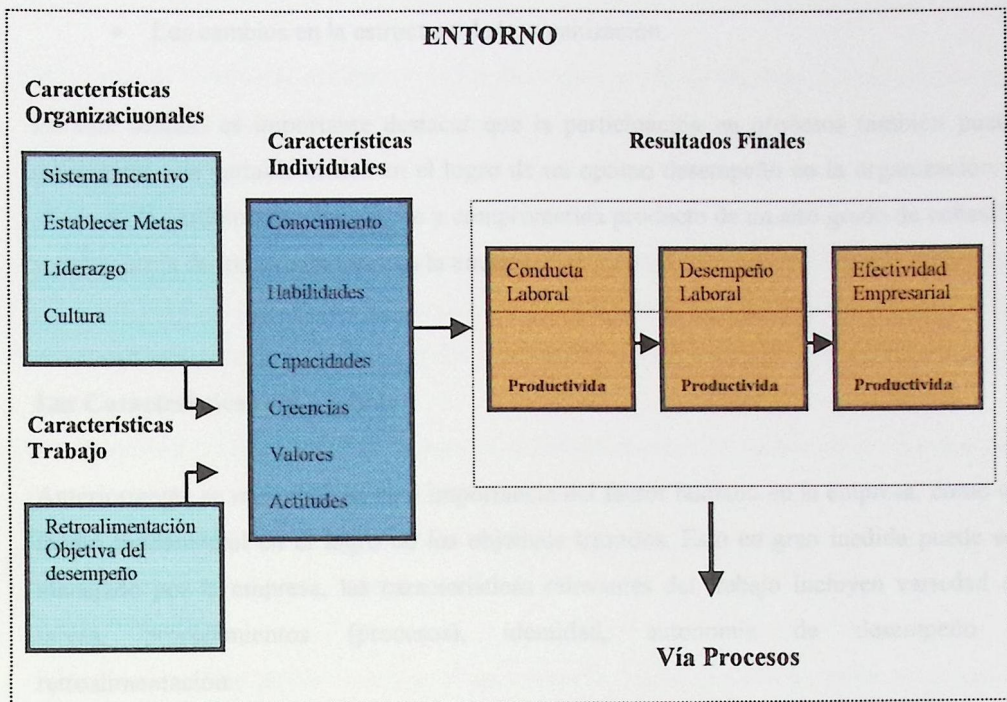 ENTORNO
Características
Organizaciuonales
Sistema Incentivo
Establecer Metas
Liderazgo
Cultura
Características
Trabajo
Retroalimentación
Objetiva del
desempeño
Características
Individuales
Conocimiento
Habilidades
Capacidades
Creencias
Valores
Actitudes
Resultados Finales
Conducta
Laboral
Productivida
Desempeño
Laboral
Productivida
Efectividad
Empresarial
Productivida
Vía Procesos